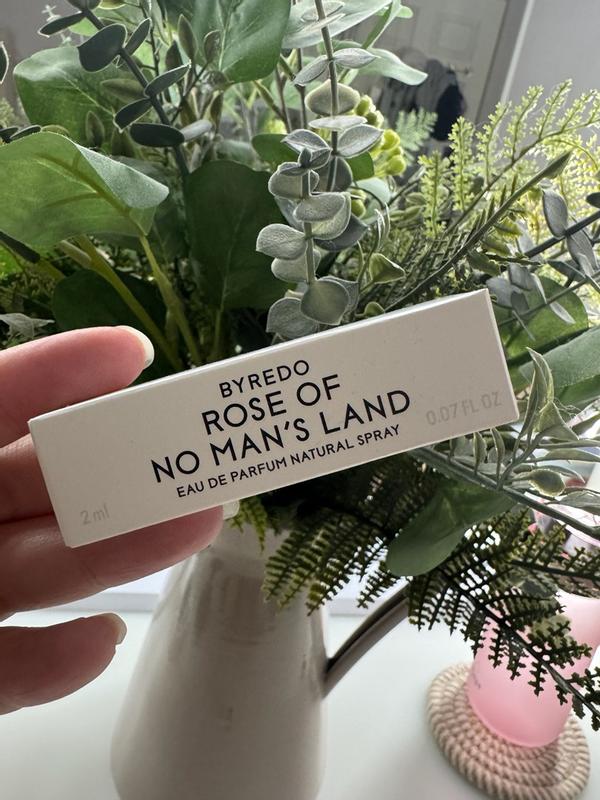 BYREDO
ROSE OF
NO MAN'S LAND
EAU DE PARFUM NATURAL SPRAY
2ml
0.07 FL OZ